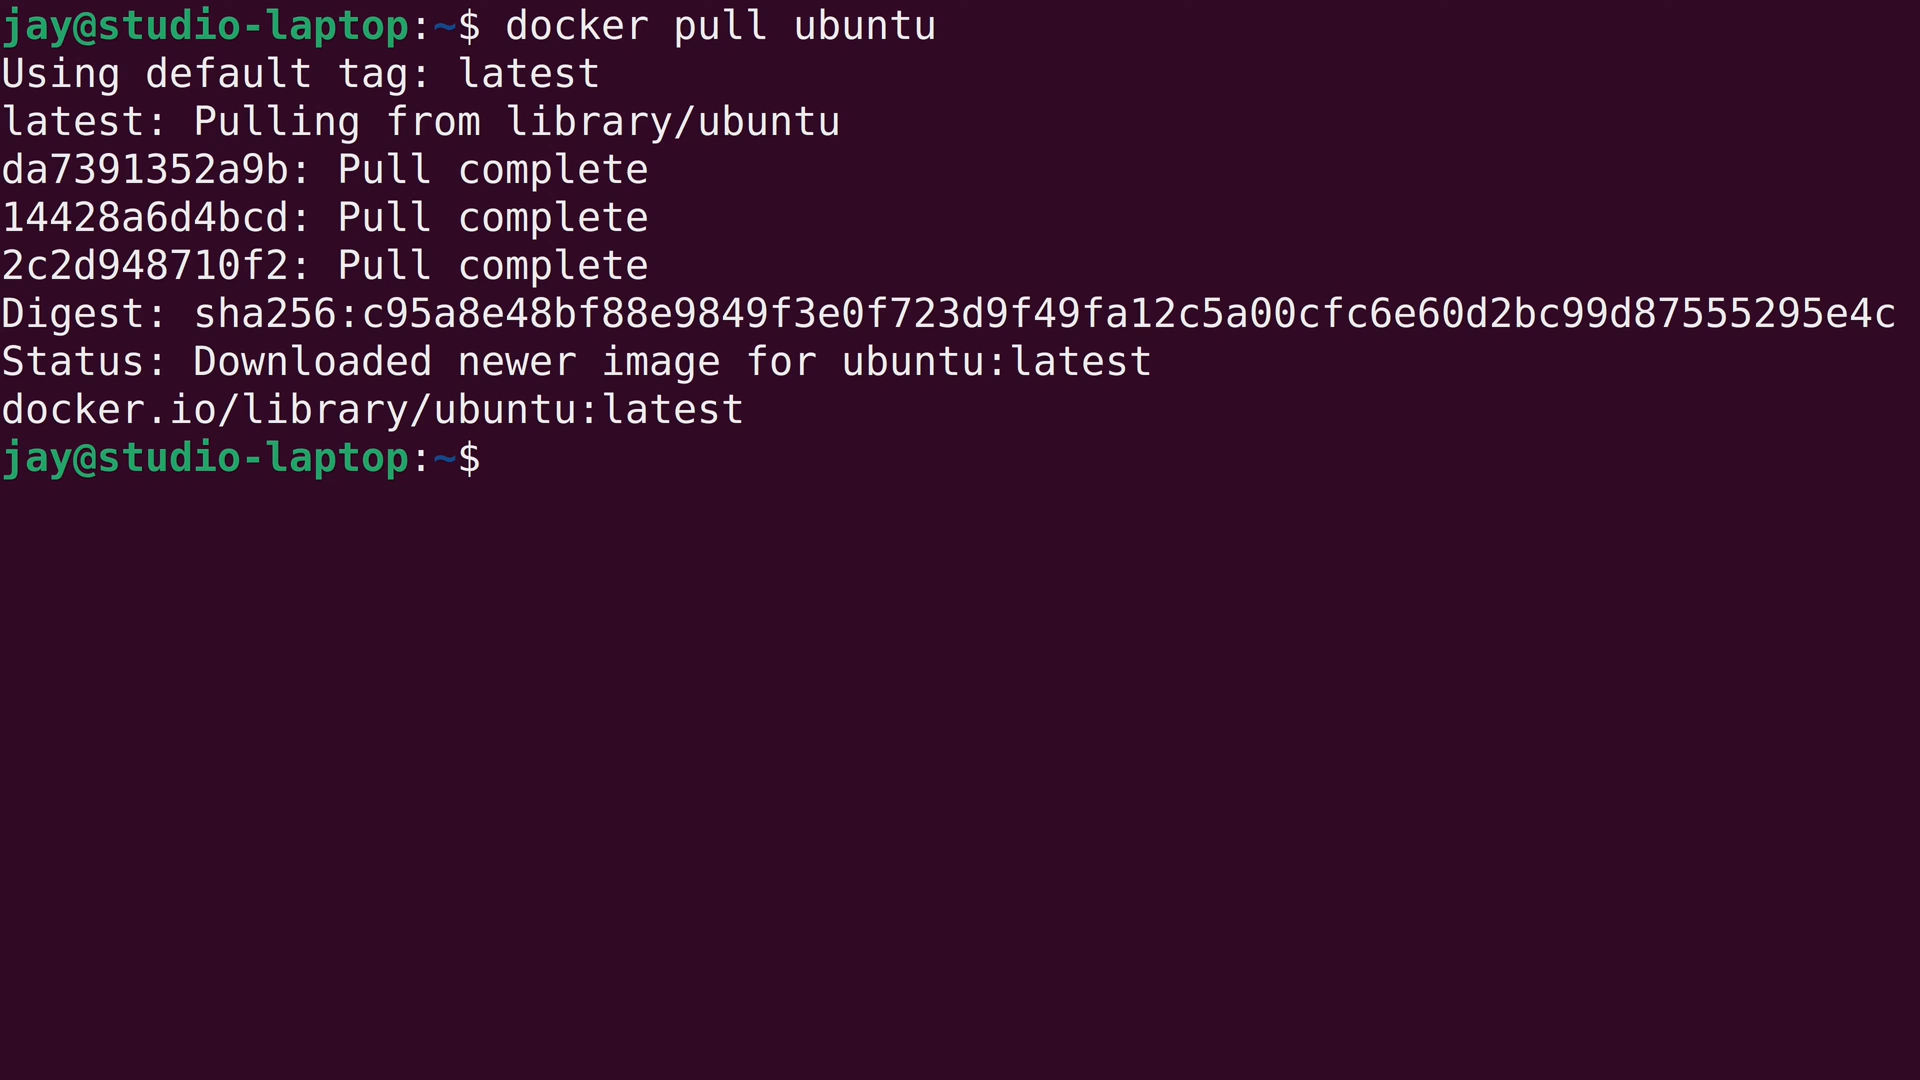 jay@studio-laptop:~$ docker pull ubuntu
Using default tag: latest
latest: Pulling from library/ubuntu
da7391352a9b: Pull complete
14428a6d4bcd: Pull complete
2c2d948710f2: Pull complete
Digest: sha256:c95a8e48bf88e9849f3e0f723d9f49fa12c5a00cfc6e60d2bc99d87555295e4c
Status: Downloaded newer image for ubuntu:latest
docker.io/library/ubuntu:latest
jay@studio-laptop:~$